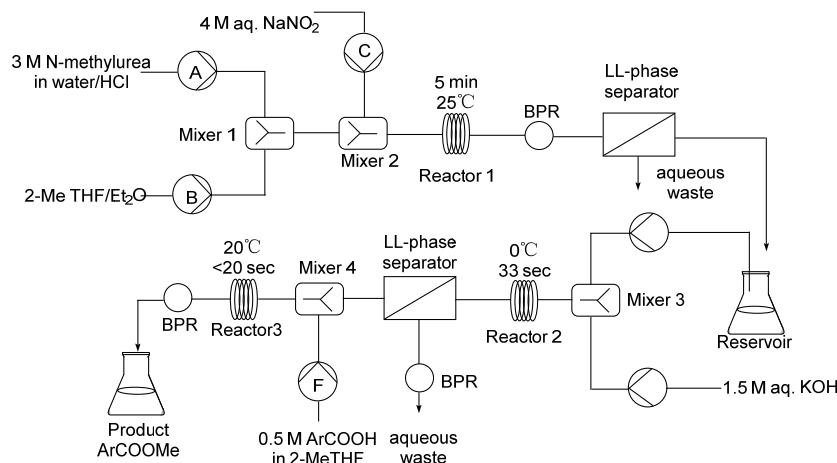 4 M aq. NaNO2
C
3 M N-methylurea
in water/HCl
A
5 min
25℃
LL-phase
separator
BPR
Mixer 1
Mixer 2
Reactor 1
aqueous
waste
2-Me THF/Et2O
B
20℃
<20 sec
Mixer 4
LL-phase
separator
0℃
33 sec
Mixer 3
BPR
Reactor3
Reactor 2
Reservoir
F
BPR
1.5 M aq. KOH
Product
ArCOOMe
0.5 M ArCOOH
in 2-MeTHF
aqueous
waste